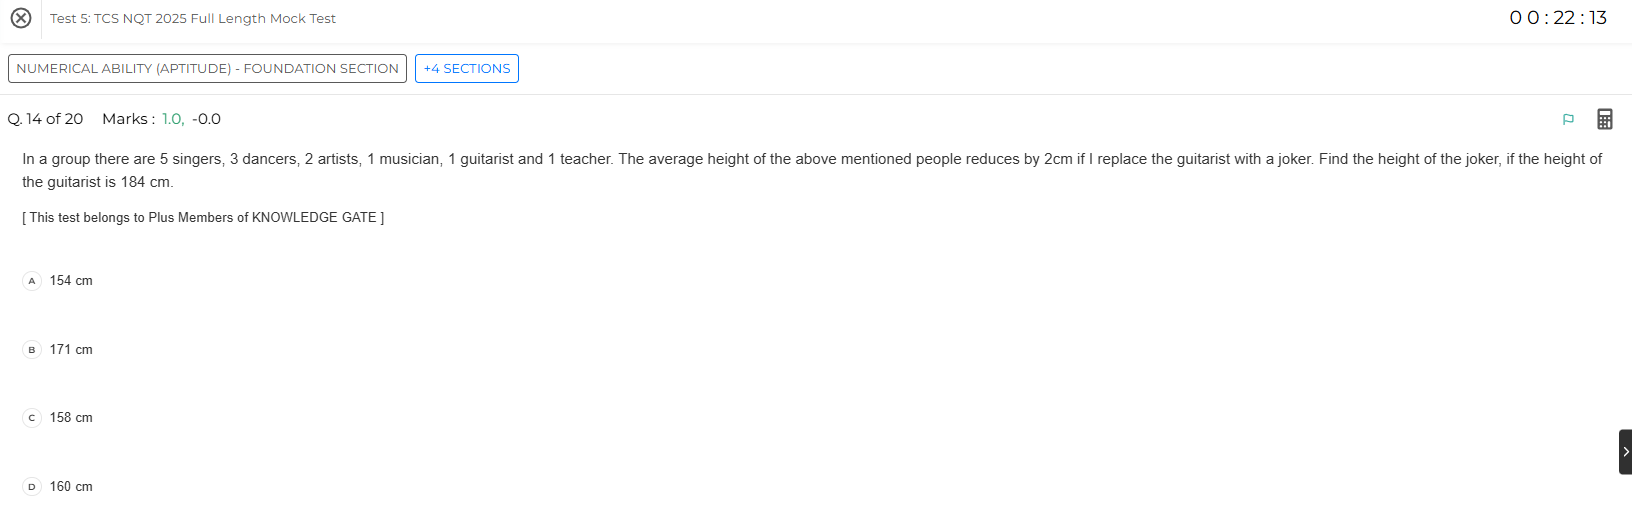 Test 5: TCS NQT 2025 Full Length Mock Test
0 0 : 22 : 13
NUMERICAL ABILITY (APTITUDE) - FOUNDATION SECTION
+4 SECTIONS
Q. 14 of 20 Marks : 1.0, -0.0
In a group there are 5 singers, 3 dancers, 2 artists, 1 musician, 1 guitarist and 1 teacher. The average height of the above mentioned people reduces by 2cm if I replace the guitarist with a joker. Find the height of the joker, if the height of
the guitarist is 184 cm.
[ This test belongs to Plus Members of KNOWLEDGE GATE ]
A 154 cm
B 171 cm
C 158 cm
D 160 cm